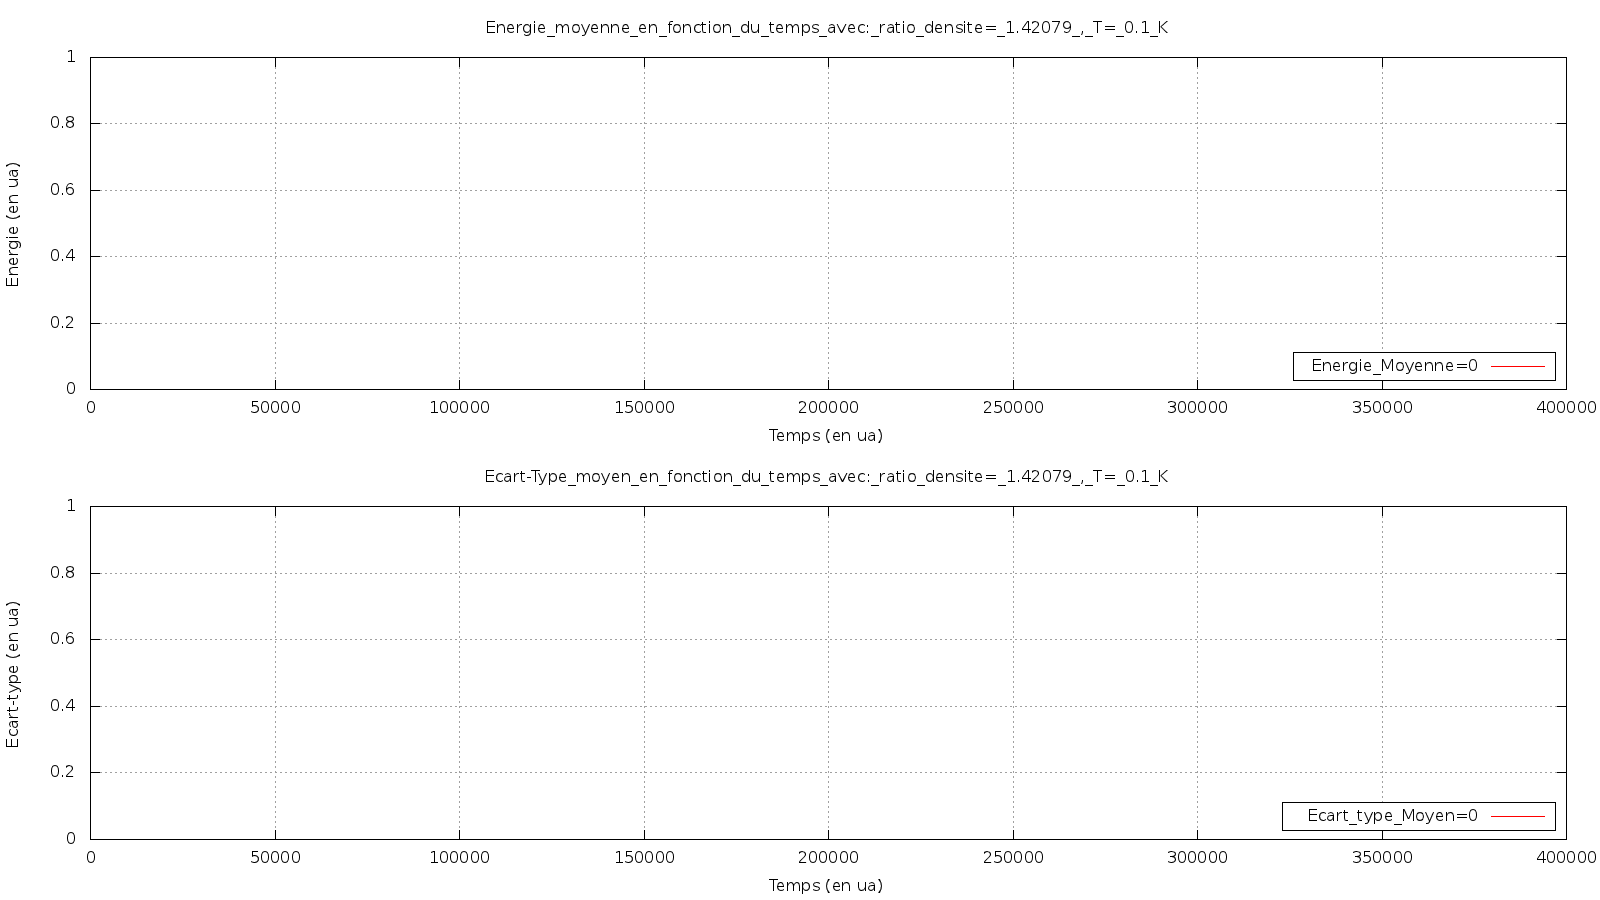 Energie_moyenne_en_fonction_du_temps_avec:_ratio_densite=_1.42079_,_T=_0.1_K
1
0.8
0.6
0.4
0.2
0
Energie (en ua)
Energie_Moyenne=0
0 50000 100000 150000 200000 250000 300000 350000 400000
Temps (en ua)
Ecart-Type_moyen_en_fonction_du_temps_avec:_ratio_densite=_1.42079_,_T=_0.1_K
1
0.8
0.6
0.4
0.2
0
Ecart-type (en ua)
Ecart_type_Moyen=0
0 50000 100000 150000 200000 250000 300000 350000 400000
Temps (en ua)